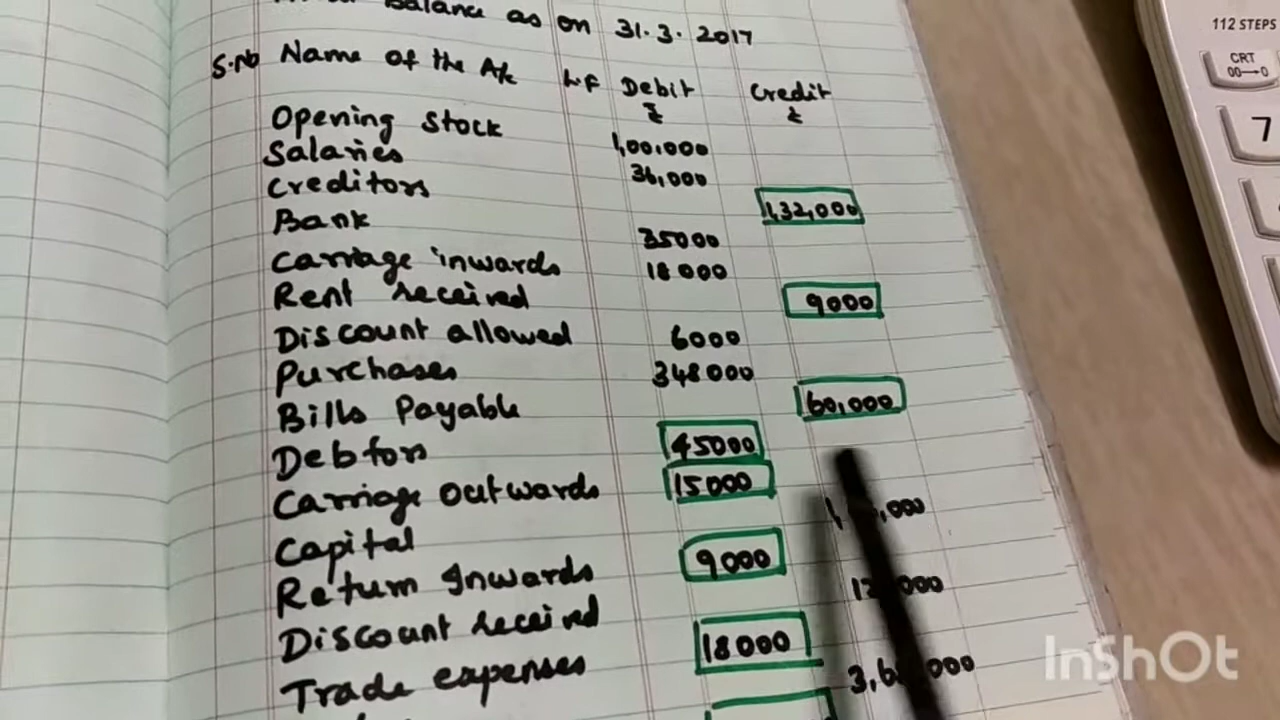 Balance as on 31.3.2017
S.No Name of the A/c L.F Debit ₹ Credit ₹
Opening Stock 1,00,000
Salaries 36,000
Creditors 1,32,000
Bank 35000
Carriage inwards 18000
Rent received 9000
Discount allowed 6000
Purchases 348000
Bills Payable 60,000
Debtors 45000
Carriage Outwards 15000
Capital
Return Inwards 9000
Discount received
Trade expenses 18000
112 STEPS
CRT
00→0
7
InShOt